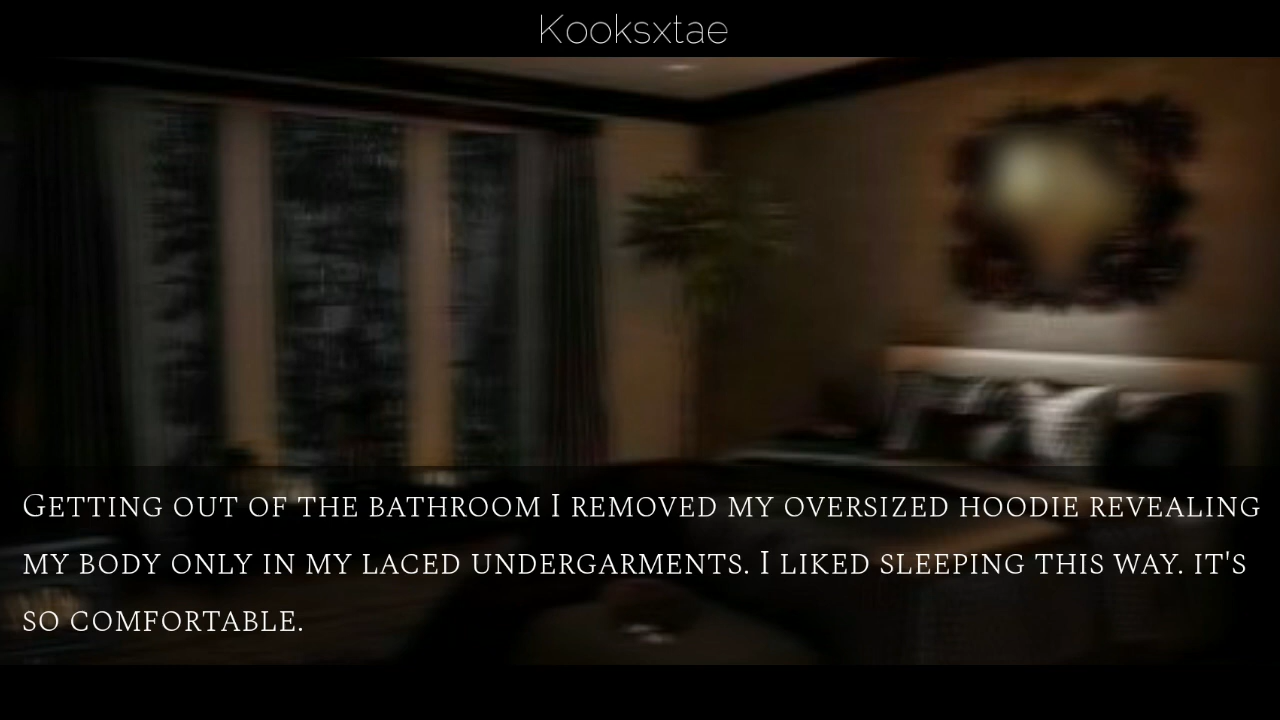 Kooksxtae
Getting out of the bathroom I removed my oversized hoodie revealing
my body only in my laced undergarments. I liked sleeping this way. it's
so comfortable.